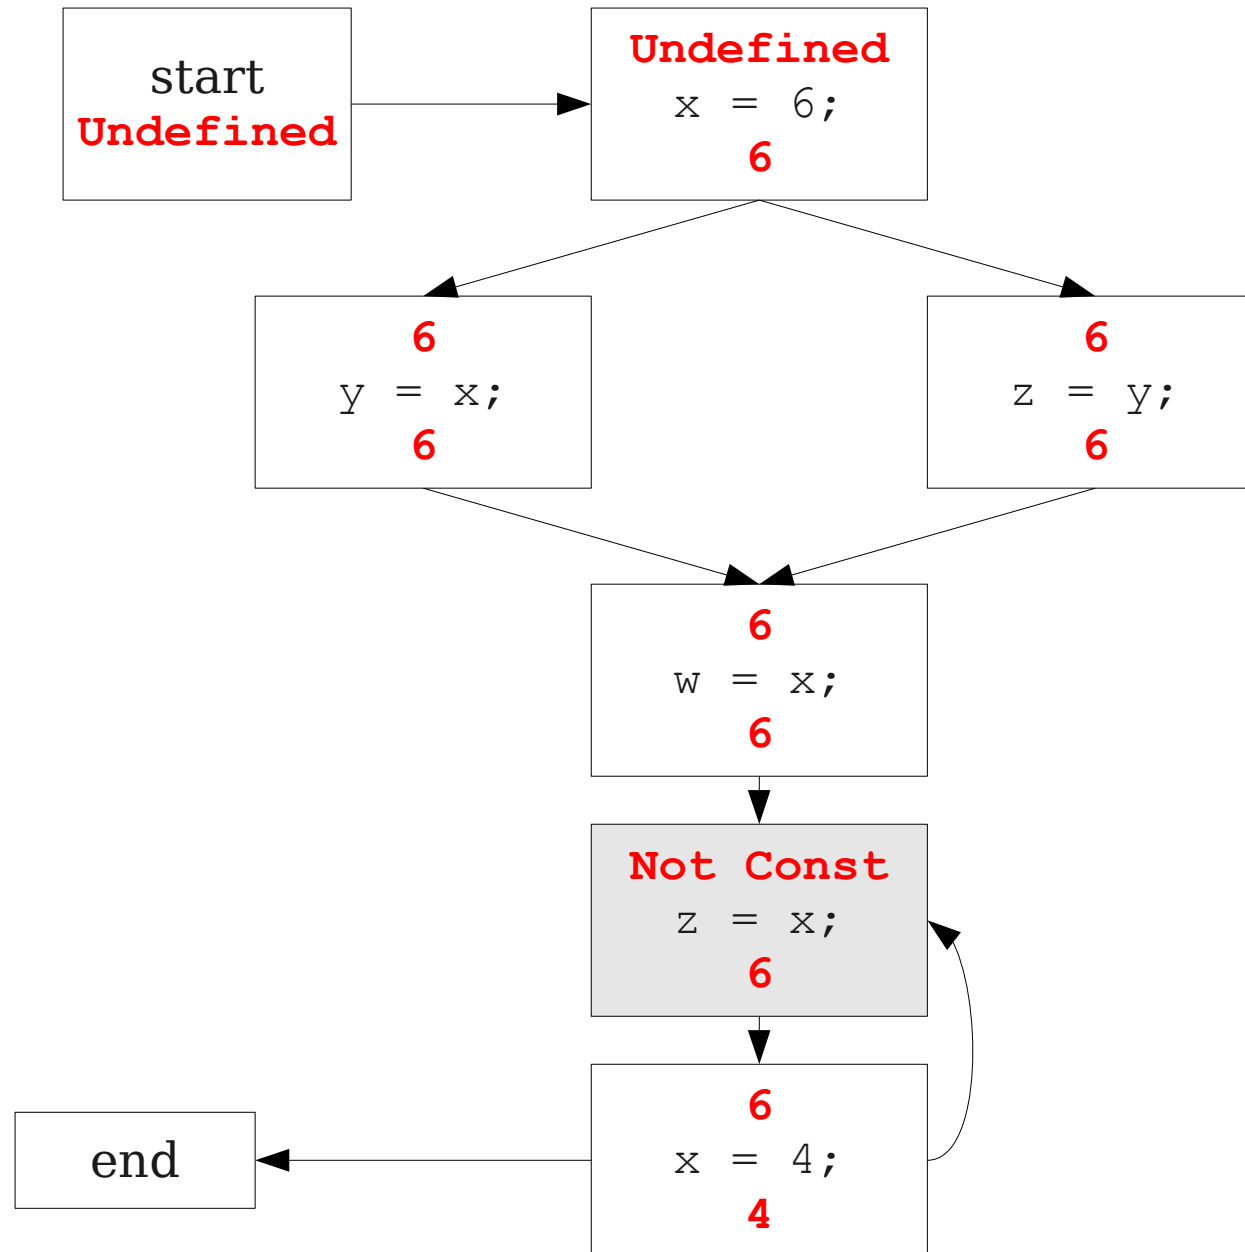 start
Undefined
Undefined
x = 6;
6
6
y = x;
6
6
z = y;
6
6
w = x;
6
Not Const
z = x;
6
6
x = 4;
4
end